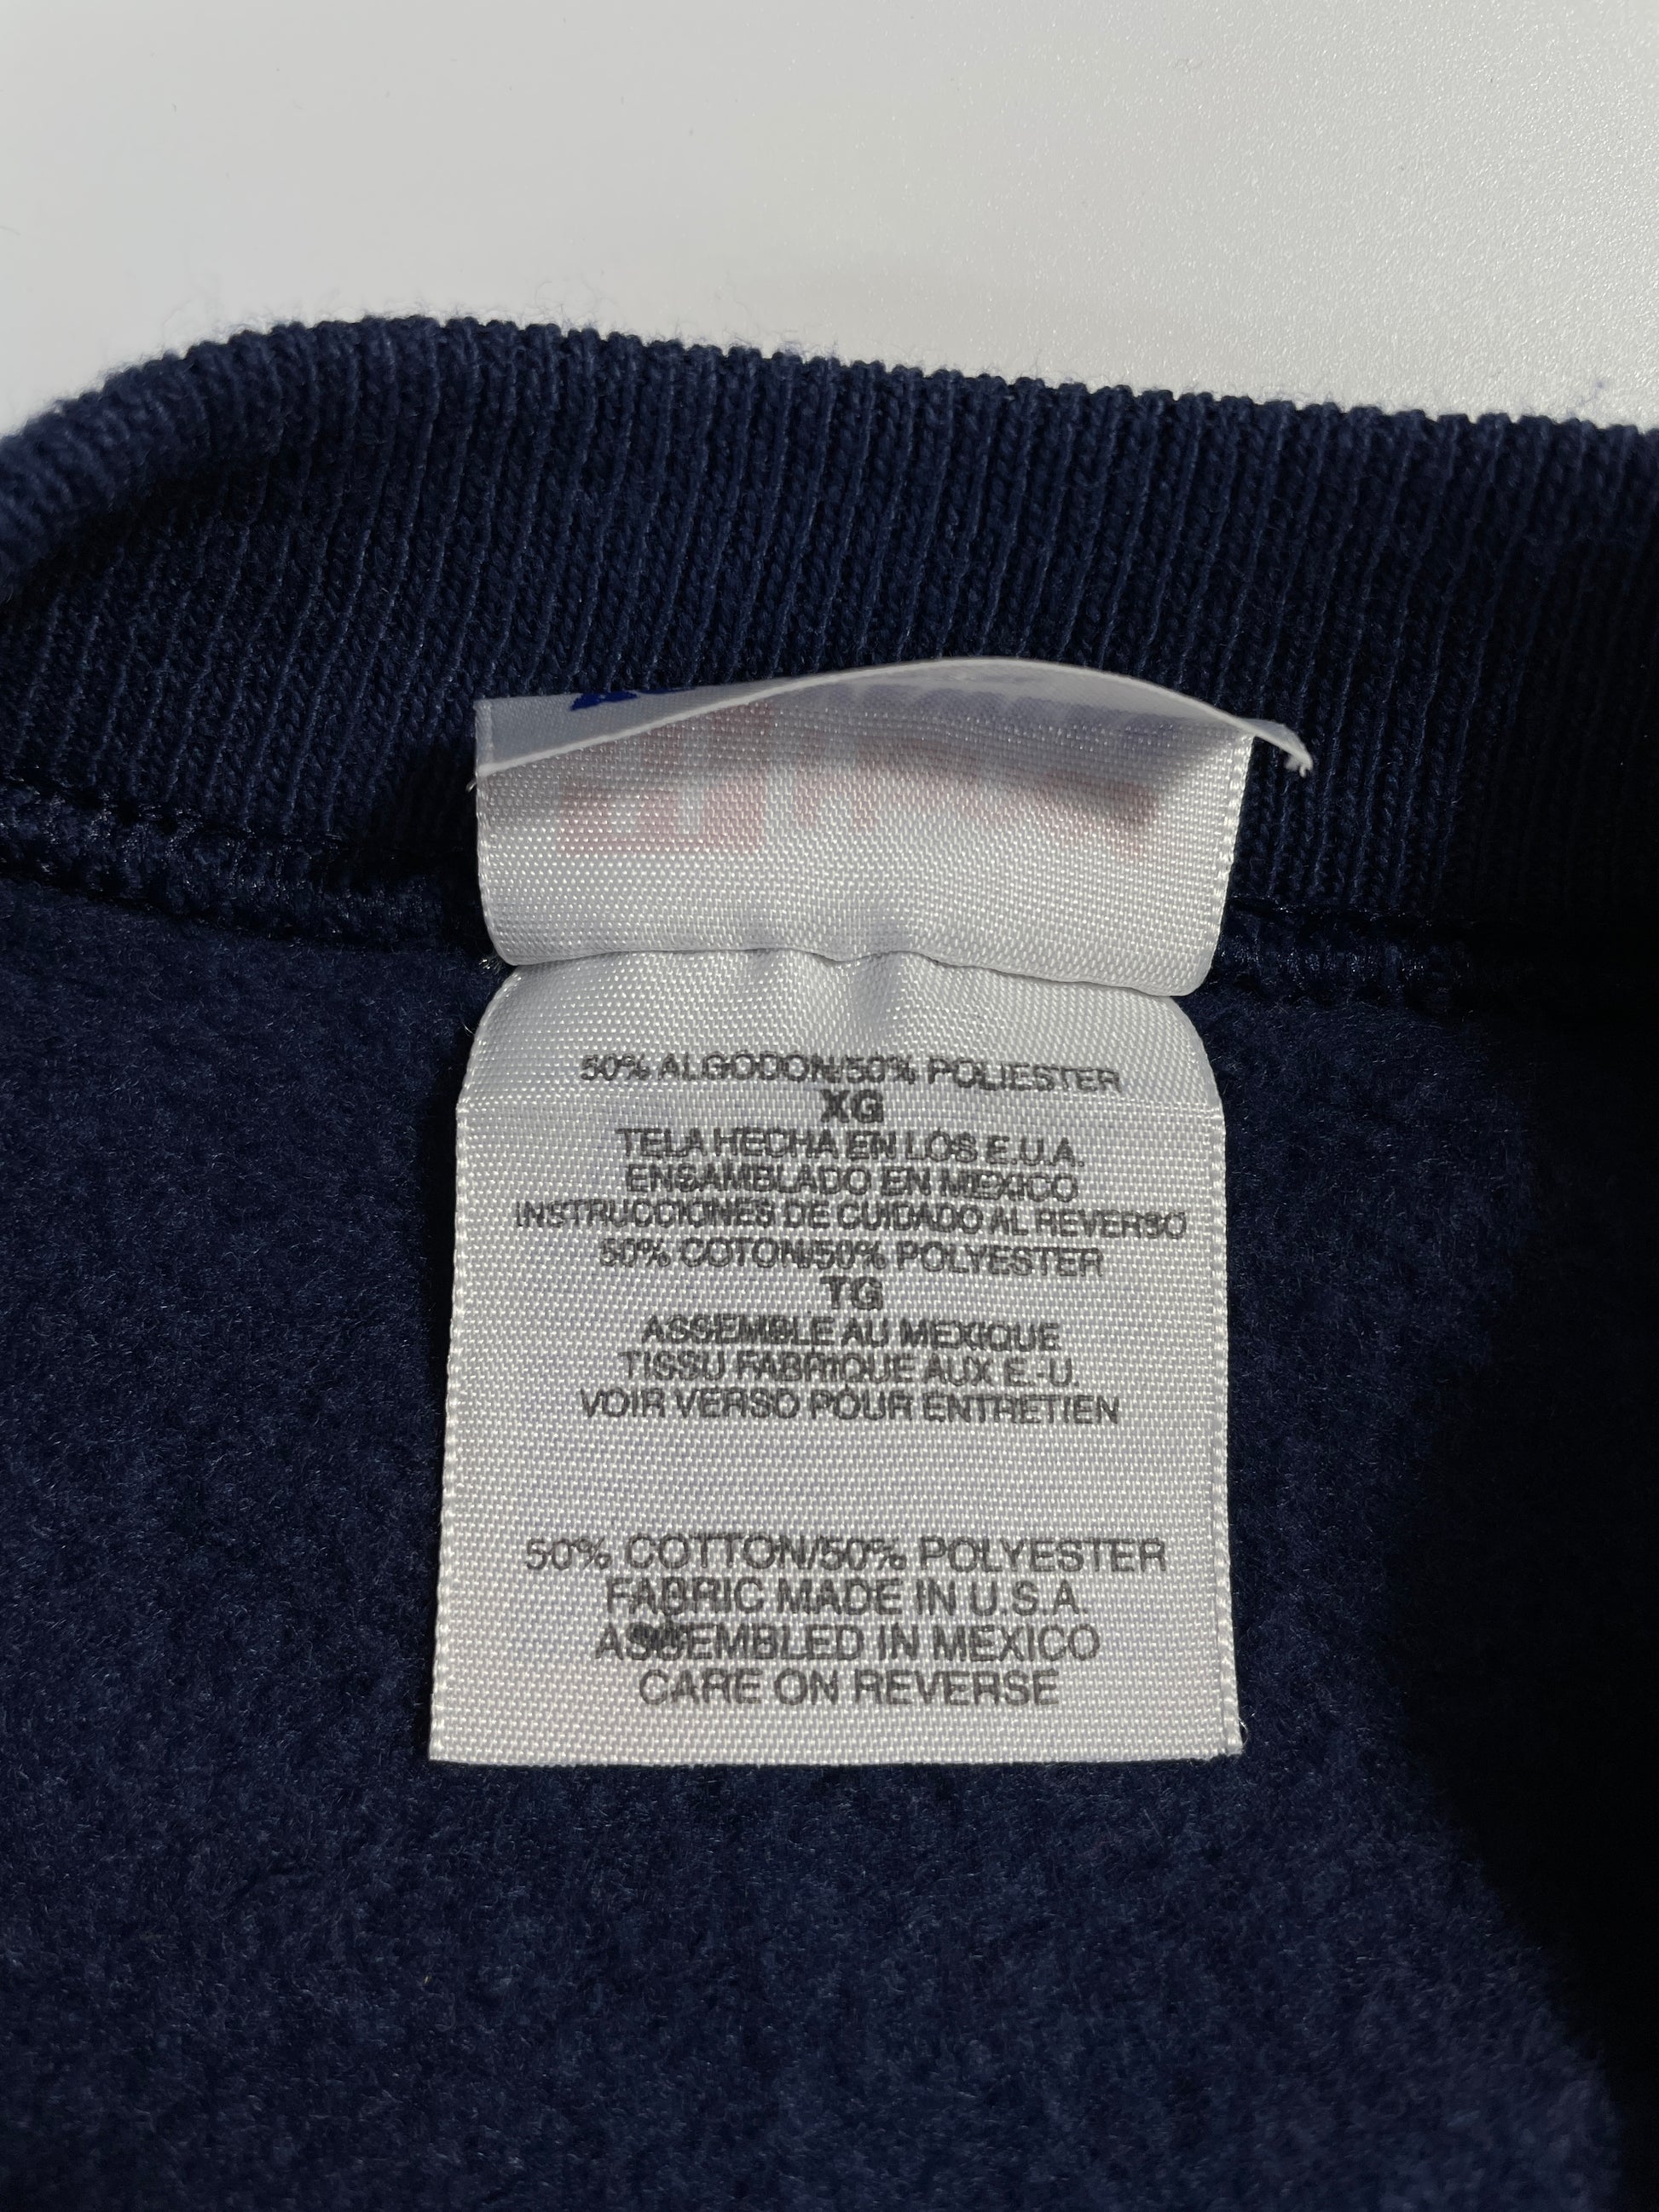 50% ALGODON/50% POLIESTER
XG
TELA HECHA EN LOS E.U.A.
ENSAMBLADO EN MEXICO
INSTRUCCIONES DE CUIDADO AL REVERSO
50% COTON/50% POLYESTER
TG
ASSEMBLE AU MEXIQUE
TISSU FABRIQUE AUX E.-U.
VOIR VERSO POUR ENTRETIEN
50% COTTON/50% POLYESTER
FABRIC MADE IN U.S.A.
ASSEMBLED IN MEXICO
CARE ON REVERSE